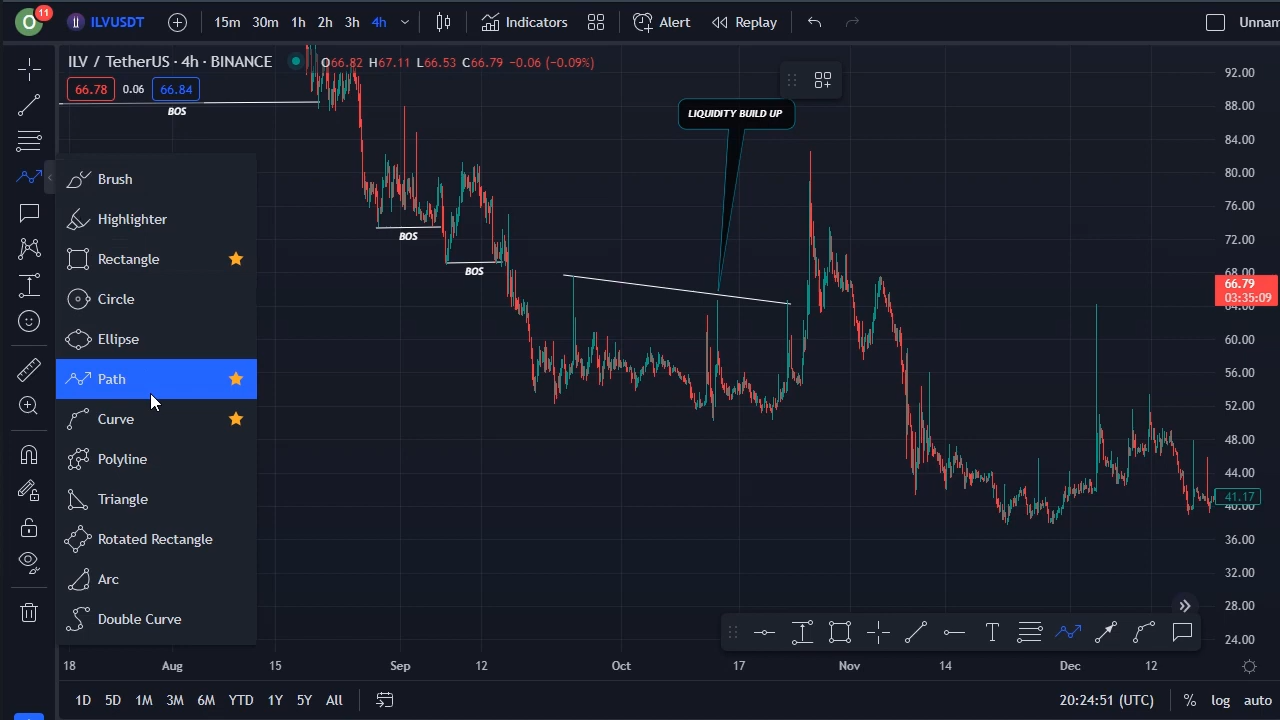 O 11 ILVUSDT 15m 30m 1h 2h 3h 4h Indicators Alert Replay Unnam
ILV / TetherUS · 4h · BINANCE O66.82 H67.11 L66.53 C66.79 −0.06 (−0.09%)
66.78 0.06 66.84
BOS
LIQUIDITY BUILD UP
BOS
BOS
Brush
Highlighter
Rectangle
Circle
Ellipse
Path
Curve
Polyline
Triangle
Rotated Rectangle
Arc
Double Curve
92.00
88.00
84.00
80.00
76.00
72.00
68.00
66.79
03:35:09
64.00
60.00
56.00
52.00
48.00
44.00
41.17
40.00
36.00
32.00
28.00
24.00
T
18 Aug 15 Sep 12 Oct 17 Nov 14 Dec 12
1D 5D 1M 3M 6M YTD 1Y 5Y All 20:24:51 (UTC) % log auto